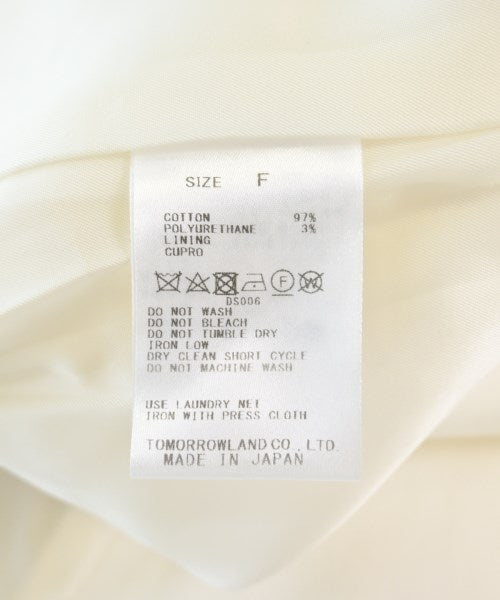 SIZE F
COTTON 97%
POLYURETHANE 3%
LINING
CUPRO
F W
DS006
DO NOT WASH
DO NOT BLEACH
DO NOT TUMBLE DRY
IRON LOW
DRY CLEAN SHORT CYCLE
DO NOT MACHINE WASH
USE LAUNDRY NET
IRON WITH PRESS CLOTH
TOMORROWLAND CO., LTD.
MADE IN JAPAN